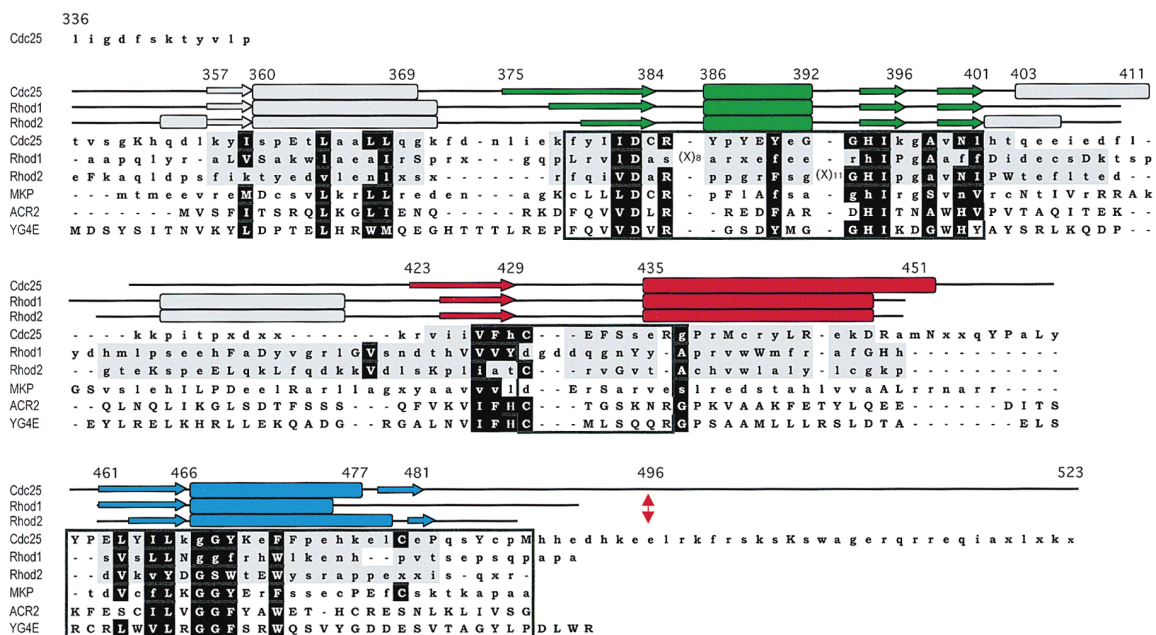 336
Cdc25 l i g d f s k t y v l p
357 360 369 375 384 386 392 396 401 403 411
Cdc25
Rhod1
Rhod2
Cdc25 t v s g K h q d l k y I s p E t L a a L L q g k f d - n l i e k f y l I D C R - - Y p Y E Y e G - G H I k g A v N I h t q e e i e d f l -
Rhod1 - - a a p q l y r - a L V S a k w l a e a I R S p r x - - g q p L r v l D a s (X)8 a r x e f e e - - r h I P G A a f f D i d e c s D k t s p
Rhod2 e F k a q l d p s f i k t y e d v l e n l x s x - - - - - - - r f q i v D a R - - p p g r F s g (X)11 G H I p g a v N I P W t e f l t e d - -
MKP - - - m t m e e v r e M D c s v L k r L L r e d e n - - - a g K c L L L D C R - - P f L A f s a - g h i r g S v n V r c N t I V r R R A k
ACR2 - - - - - - - M V S F I T S R Q L K G L I E N Q - - - - - R K D F Q V V D L R - - R E D F A R - D H I T N A W H V P V T A Q I T E K - -
YG4E M D S Y S I T N V K Y L D P T E L H R W M Q E G H T T T L R E P F Q V V D V R - - G S D Y M G - G H I K D G W H Y A Y S R L K Q D P - -
423 429 435 451
Cdc25
Rhod1
Rhod2
Cdc25 - - - - k k p i t p x d x x - - - - - - - k r v i i V F h C - - - E F S s e R g P r M c r y L R - e k D R a m N x x q Y P a L y
Rhod1 y d h m l p s e e h F a D y v g r l G V s n d t h V V V Y d g d d q g n Y y - A p r v w W m f r - a f G H h - - - - - - - - - -
Rhod2 - - g t e K S p e E L q k L f q d k k V d l s K p l i a t C - - - r v G v t - A c h v w l a l y - l c g k p - - - - - - - - - -
MKP G S v s l e h I L P D e e l R a r l l a g x y a a v v v l d - - E r S a r v e s l r e d s t a h l v v a A L r r n a r r - - - -
ACR2 - - Q L N Q L I K G L S D T F S S S - - - Q F V K V I F H C - - - T G S K N R G P K V A A K F E T Y L Q E E - - - - - - D I T S
YG4E - E Y L R E L K H R L L E K Q A D G - - R G A L N V I F H C - - - M L S Q Q R G P S A A M L L L R S L D T A - - - - - - - E L S
461 466 477 481 496 523
Cdc25
Rhod1
Rhod2
Cdc25 Y P E L Y I L k g G Y K e F F p e h k e l C e P q s Y c p M h h e d h k e e l r k f r s k s K s w a g e r q r r e q i a x l x k x
Rhod1 - - s V s L L N g g f r h W l k e n h - - p v t s e p s q p a p a
Rhod2 - - d V k v Y D G S W t E W y s r a p p e x x i s - q x r -
MKP - t d V c f L K G G Y E r F s s e c P E f C s k t k a p a a
ACR2 K F E S C I L V G G F Y A W E T - H C R E S N L K L I V S G
YG4E R C R L W V L R G G F S R W Q S V Y G D D E S V T A G Y L P D L W R